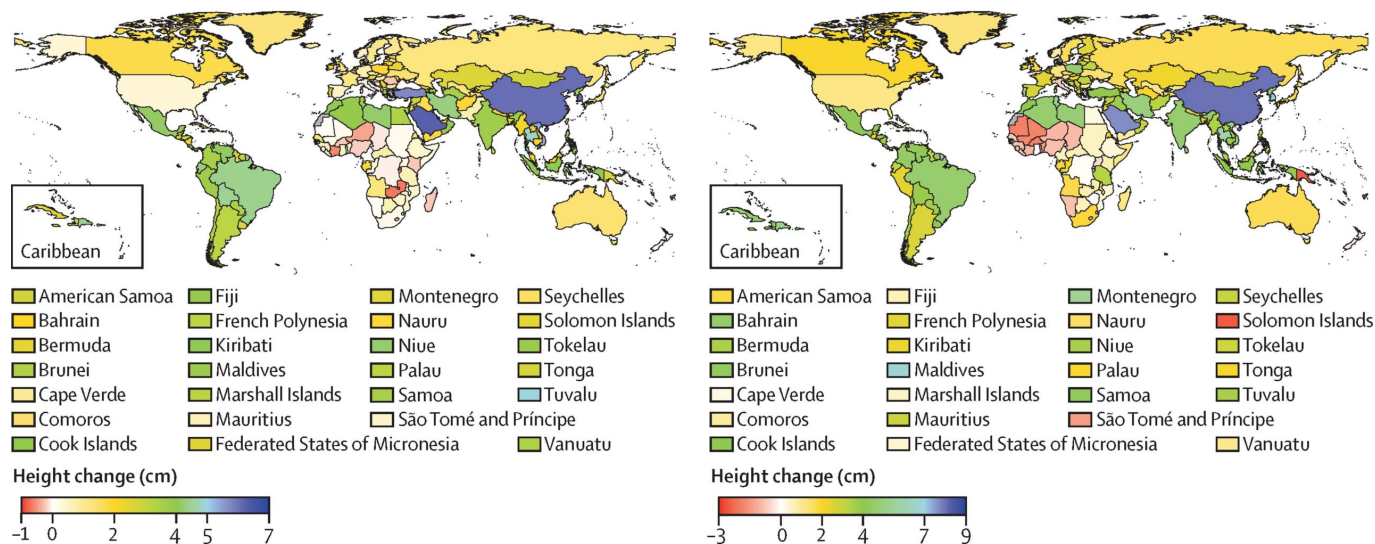 Caribbean
American Samoa Fiji Montenegro Seychelles
Bahrain French Polynesia Nauru Solomon Islands
Bermuda Kiribati Niue Tokelau
Brunei Maldives Palau Tonga
Cape Verde Marshall Islands Samoa Tuvalu
Comoros Mauritius São Tomé and Príncipe
Cook Islands Federated States of Micronesia Vanuatu
Height change (cm)
–1 0 2 4 5 7
Caribbean
American Samoa Fiji Montenegro Seychelles
Bahrain French Polynesia Nauru Solomon Islands
Bermuda Kiribati Niue Tokelau
Brunei Maldives Palau Tonga
Cape Verde Marshall Islands Samoa Tuvalu
Comoros Mauritius São Tomé and Príncipe
Cook Islands Federated States of Micronesia Vanuatu
Height change (cm)
–3 0 2 4 7 9